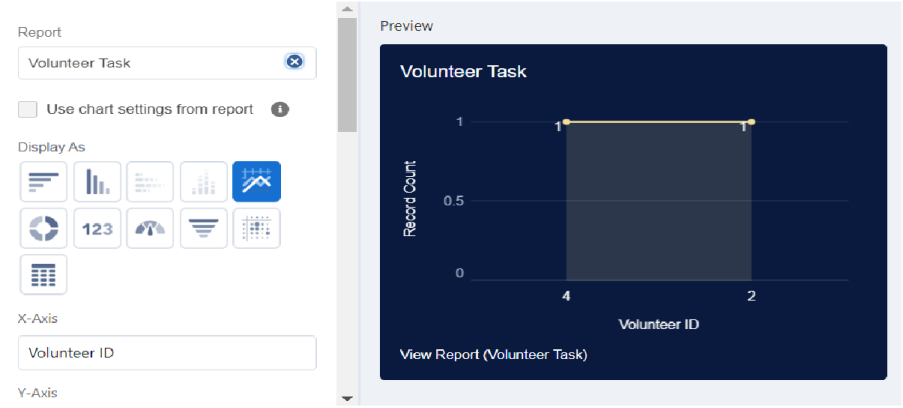 Report
Volunteer Task
Use chart settings from report
Display As
123
X-Axis
Volunteer ID
Y-Axis
Preview
Volunteer Task
1
0.5
0
Record Count
1
1
4
2
Volunteer ID
View Report (Volunteer Task)